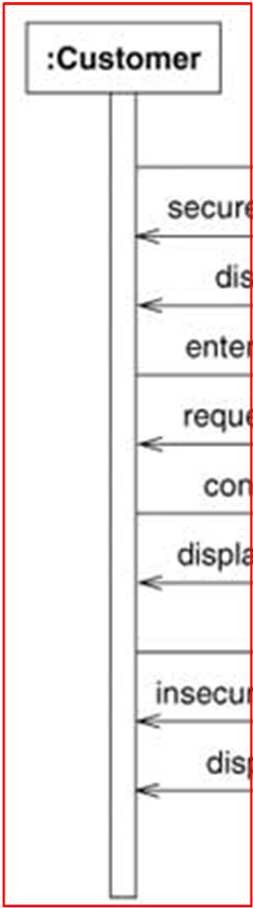 :Customer
secure
dis
enter
reque
con
displa
insecur
disp